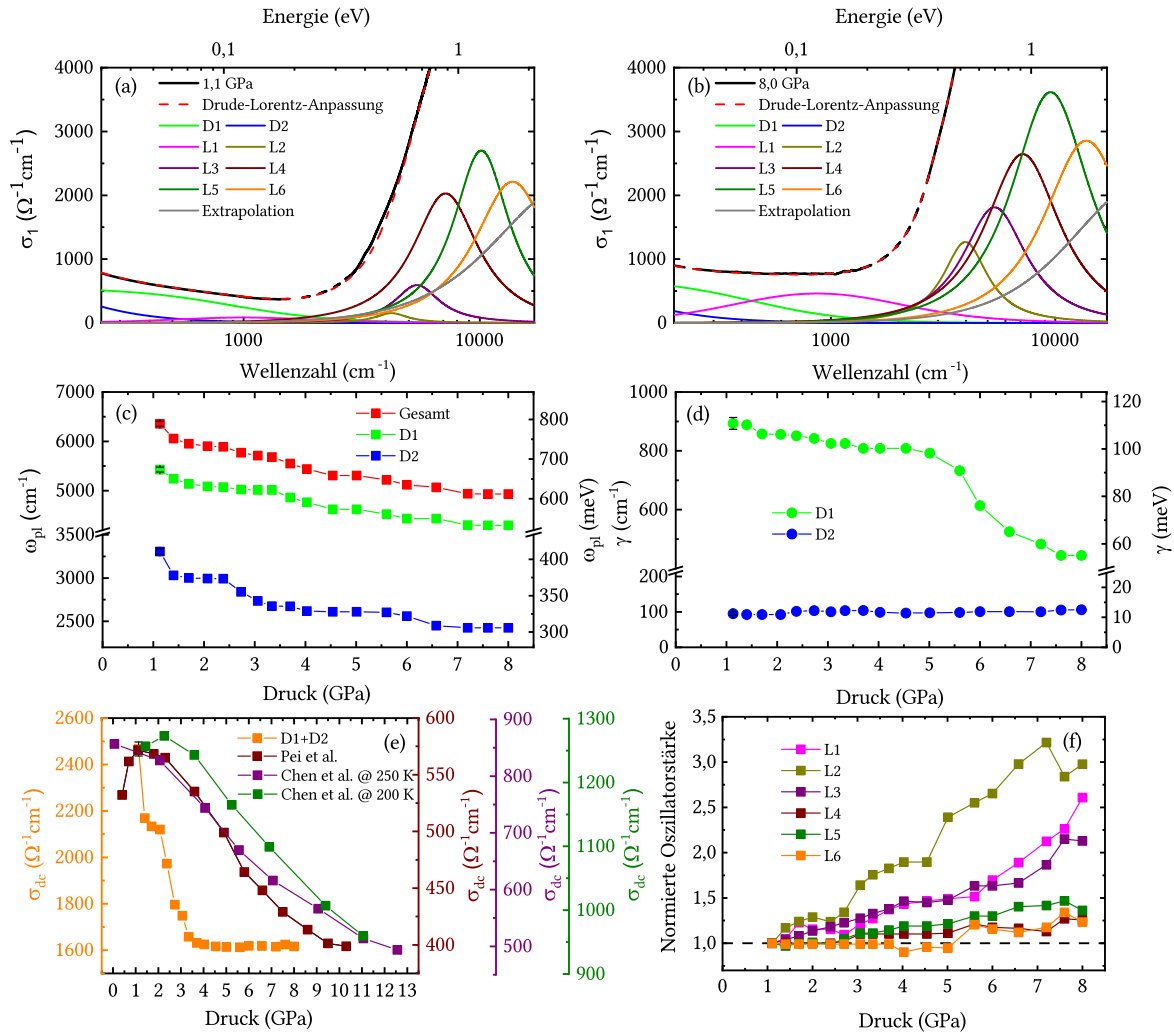 Energie (eV)
0,1 1
4000
3000
2000
1000
0
σ₁ (Ω⁻¹cm⁻¹)
(a)
1,1 GPa
Drude-Lorentz-Anpassung
D1 D2
L1 L2
L3 L4
L5 L6
Extrapolation
1000 10000
Wellenzahl (cm⁻¹)
Energie (eV)
0,1 1
4000
3000
2000
1000
0
σ₁ (Ω⁻¹cm⁻¹)
(b)
8,0 GPa
Drude-Lorentz-Anpassung
D1 D2
L1 L2
L3 L4
L5 L6
Extrapolation
1000 10000
Wellenzahl (cm⁻¹)
7000
6000
5000
3500
3000
2500
ωpl (cm⁻¹)
(c)
Gesamt
D1
D2
800
700
600
400
350
300
ωpl (meV)
0 1 2 3 4 5 6 7 8
Druck (GPa)
1000
800
600
200
100
0
γ (cm⁻¹)
(d)
D1
D2
120
100
80
60
20
10
0
γ (meV)
0 1 2 3 4 5 6 7 8
Druck (GPa)
2600
2400
2200
2000
1800
1600
σdc (Ω⁻¹cm⁻¹)
(e)
D1+D2
Pei et al.
Chen et al. @ 250 K
Chen et al. @ 200 K
600
500
400
σdc (Ω⁻¹cm⁻¹)
900
800
700
600
500
σdc (Ω⁻¹cm⁻¹)
1300
1200
1100
1000
900
σdc (Ω⁻¹cm⁻¹)
0 1 2 3 4 5 6 7 8 9 10 11 12 13
Druck (GPa)
3,5
3,0
2,5
2,0
1,5
1,0
Normierte Oszillatorstärke
(f)
L1
L2
L3
L4
L5
L6
0 1 2 3 4 5 6 7 8
Druck (GPa)